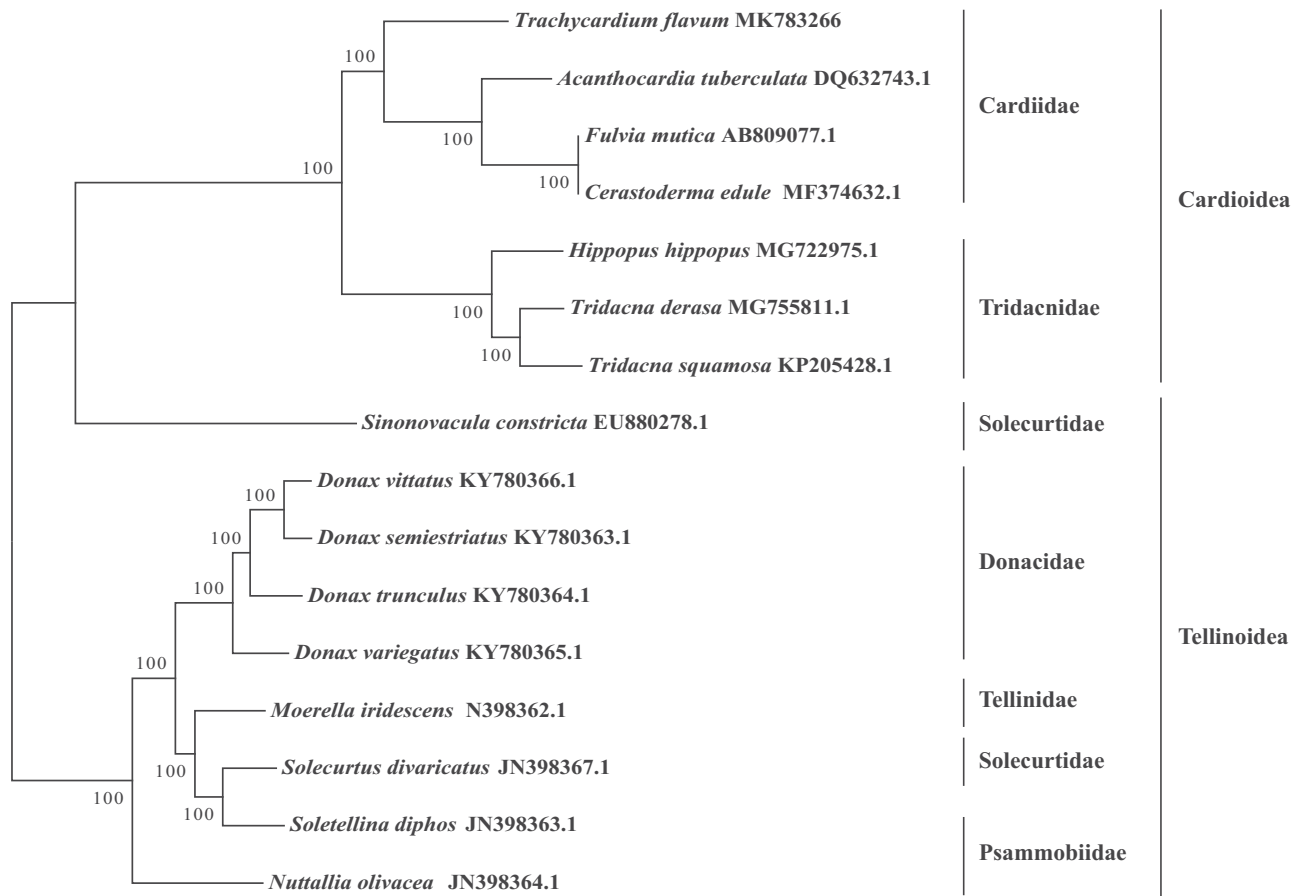 Trachycardium flavum MK783266
100
Acanthocardia tuberculata DQ632743.1
Cardiidae
100
Fulvia mutica AB809077.1
100
100
Cerastoderma edule MF374632.1
Cardioidea
Hippopus hippopus MG722975.1
100
Tridacna derasa MG755811.1
Tridacnidae
100
Tridacna squamosa KP205428.1
Sinonovacula constricta EU880278.1
Solecurtidae
Donax vittatus KY780366.1
100
Donax semiestriatus KY780363.1
100
Donacidae
Donax trunculus KY780364.1
100
Tellinoidea
Donax variegatus KY780365.1
100
Moerella iridescens N398362.1
Tellinidae
100
Solecurtus divaricatus JN398367.1
Solecurtidae
100
100
Soletellina diphos JN398363.1
Psammobiidae
Nuttallia olivacea JN398364.1